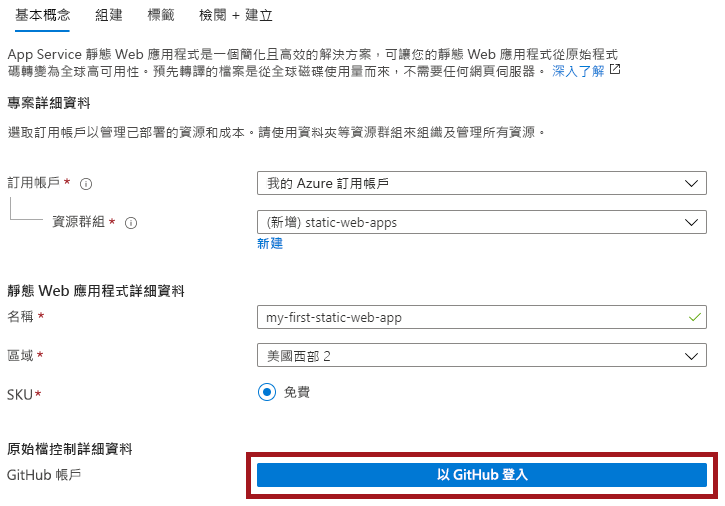 基本概念 組建 標籤 檢閱 + 建立
App Service 靜態 Web 應用程式是一個簡化且高效的解決方案，可讓您的靜態 Web 應用程式從原始程式
碼轉變為全球高可用性。預先轉譯的檔案是從全球磁碟使用量而來，不需要任何網頁伺服器。 深入了解
專案詳細資料
選取訂用帳戶以管理已部署的資源和成本。請使用資料夾等資源群組來組織及管理所有資源。
訂用帳戶 * 我的 Azure 訂用帳戶
資源群組 * (新增) static-web-apps
新建
靜態 Web 應用程式詳細資料
名稱 * my-first-static-web-app
區域 * 美國西部 2
SKU* 免費
原始檔控制詳細資料
GitHub 帳戶 以 GitHub 登入